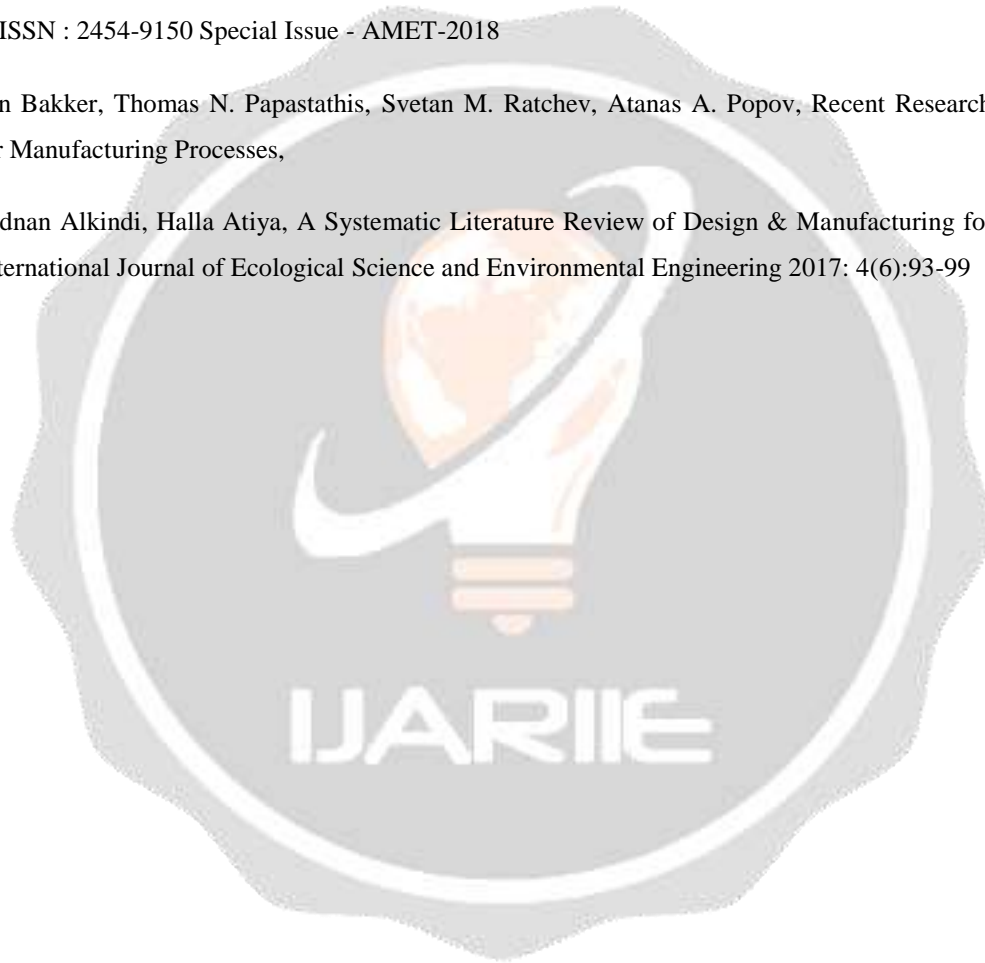 ISSN : 2454-9150 Special Issue - AMET-2018
n Bakker, Thomas N. Papastathis, Svetan M. Ratchev, Atanas A. Popov, Recent Research
r Manufacturing Processes,
dnan Alkindi, Halla Atiya, A Systematic Literature Review of Design & Manufacturing fo
ternational Journal of Ecological Science and Environmental Engineering 2017: 4(6):93-99
IJARIIE